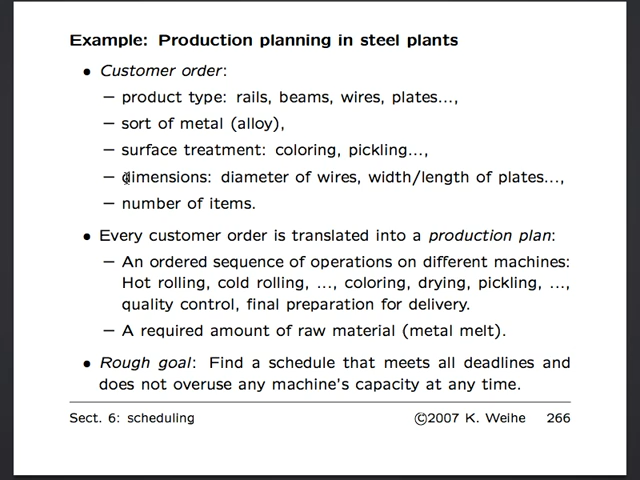 Example: Production planning in steel plants
• Customer order:
– product type: rails, beams, wires, plates...,
– sort of metal (alloy),
– surface treatment: coloring, pickling...,
– dimensions: diameter of wires, width/length of plates...,
– number of items.
• Every customer order is translated into a production plan:
– An ordered sequence of operations on different machines:
Hot rolling, cold rolling, ..., coloring, drying, pickling, ...,
quality control, final preparation for delivery.
– A required amount of raw material (metal melt).
• Rough goal: Find a schedule that meets all deadlines and
does not overuse any machine's capacity at any time.
Sect. 6: scheduling ©2007 K. Weihe 266